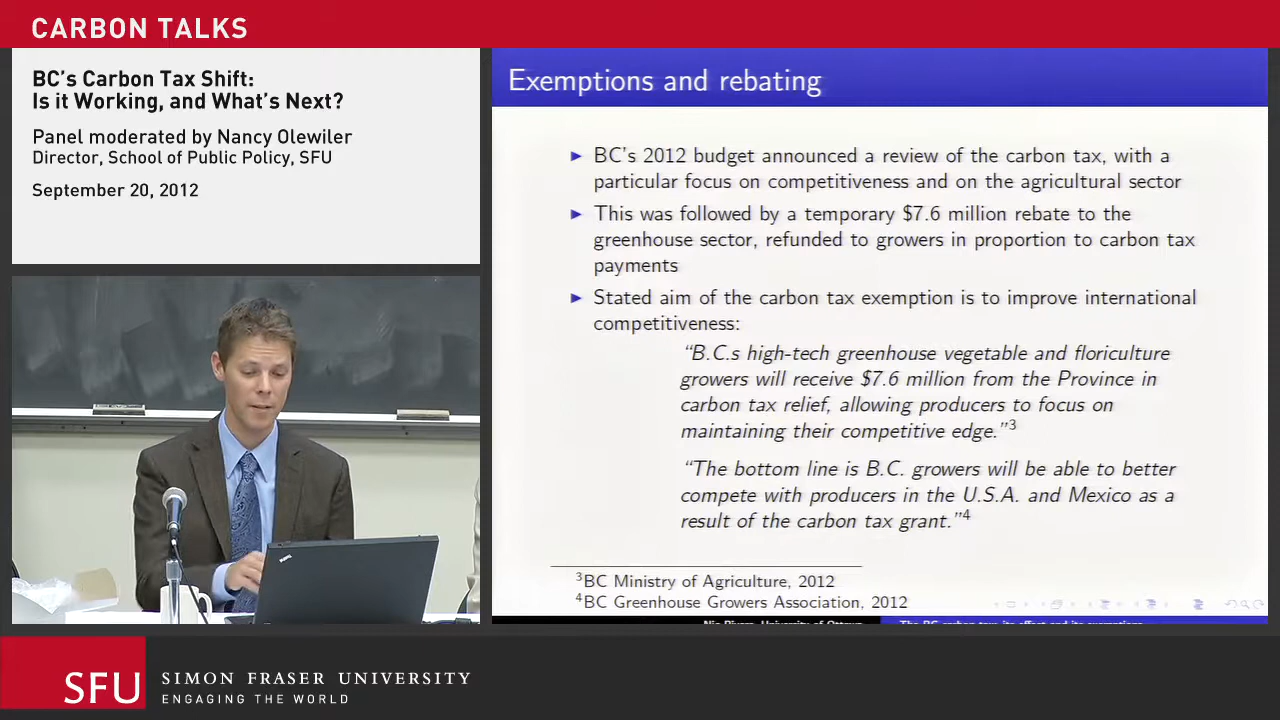 CARBON TALKS
BC's Carbon Tax Shift:
Is it Working, and What's Next?
Panel moderated by Nancy Olewiler
Director, School of Public Policy, SFU
September 20, 2012
Exemptions and rebating
BC's 2012 budget announced a review of the carbon tax, with a
particular focus on competitiveness and on the agricultural sector
This was followed by a temporary $7.6 million rebate to the
greenhouse sector, refunded to growers in proportion to carbon tax
payments
Stated aim of the carbon tax exemption is to improve international
competitiveness:
"B.C.s high-tech greenhouse vegetable and floriculture
growers will receive $7.6 million from the Province in
carbon tax relief, allowing producers to focus on
maintaining their competitive edge."3
"The bottom line is B.C. growers will be able to better
compete with producers in the U.S.A. and Mexico as a
result of the carbon tax grant."4
3BC Ministry of Agriculture, 2012
4BC Greenhouse Growers Association, 2012
SFU
SIMON FRASER UNIVERSITY
ENGAGING THE WORLD